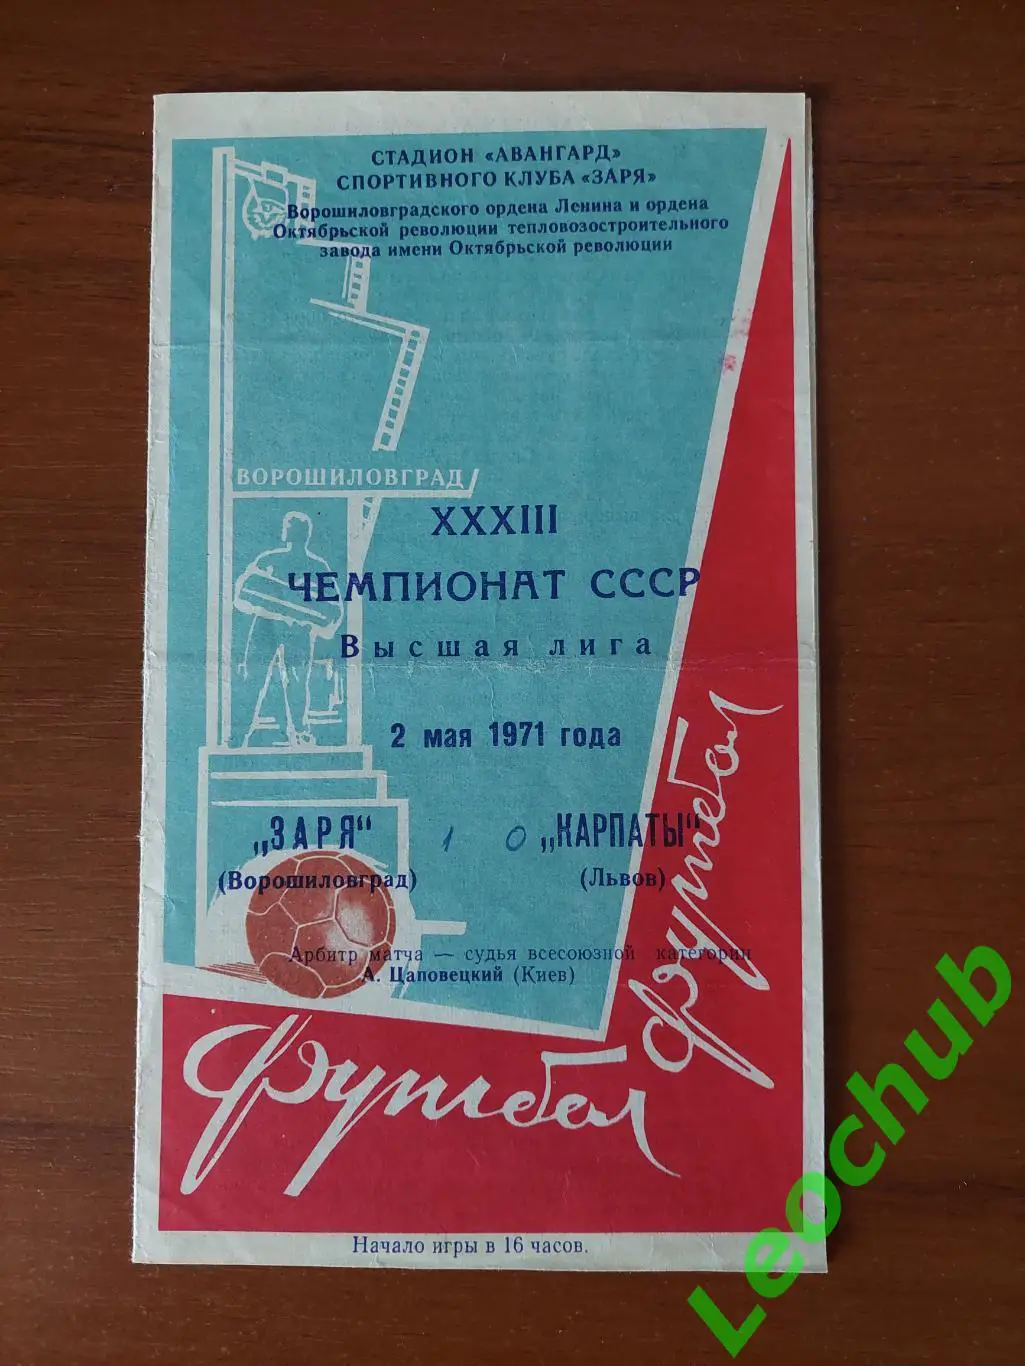 СТАДИОН «АВАНГАРД»
СПОРТИВНОГО КЛУБА «ЗАРЯ»
Ворошиловградского ордена Ленина и ордена
Октябрьской революции тепловозостроительного
завода имени Октябрьской революции
ВОРОШИЛОВГРАД
XXXIII
ЧЕМПИОНАТ СССР
Высшая лига
2 мая 1971 года
„ЗАРЯ“ 1 0 „КАРПАТЫ“
(Ворошиловград) (Львов)
Арбитр матча — судья всесоюзной категории
А. Цаповецкий (Киев)
Футбол
Футбол
Начало игры в 16 часов.
Leochub